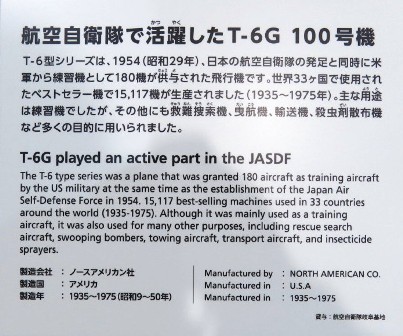 航空自衛隊で活躍したT-6G 100号機
T-6型シリーズは、1954（昭和29年）、日本の航空自衛隊の発足と同時に米
軍から練習機として180機が供与された飛行機です。世界33ヶ国で使用され
たベストセラー機で15,117機が生産されました（1935～1975年）。主な用途
は練習機でしたが、その他にも救難捜索機、曳航機、輸送機、殺虫剤散布機
など多くの目的に用いられました。
T-6G played an active part in the JASDF
The T-6 type series was a plane that was granted 180 aircraft as training aircraft
by the US military at the same time as the establishment of the Japan Air
Self-Defense Force in 1954. 15,117 best-selling machines used in 33 countries
around the world (1935-1975). Although it was mainly used as a training
aircraft, it was also used for many other purposes, including rescue search
aircraft, swooping bombers, towing aircraft, transport aircraft, and insecticide
sprayers.
製造会社 : ノースアメリカン社 Manufactured by : NORTH AMERICAN CO.
製造国 : アメリカ Manufactured in : U.S.A
製造年 : 1935～1975(昭和9～50年) Manufactured in : 1935～1975
貸与：航空自衛隊岐阜基地